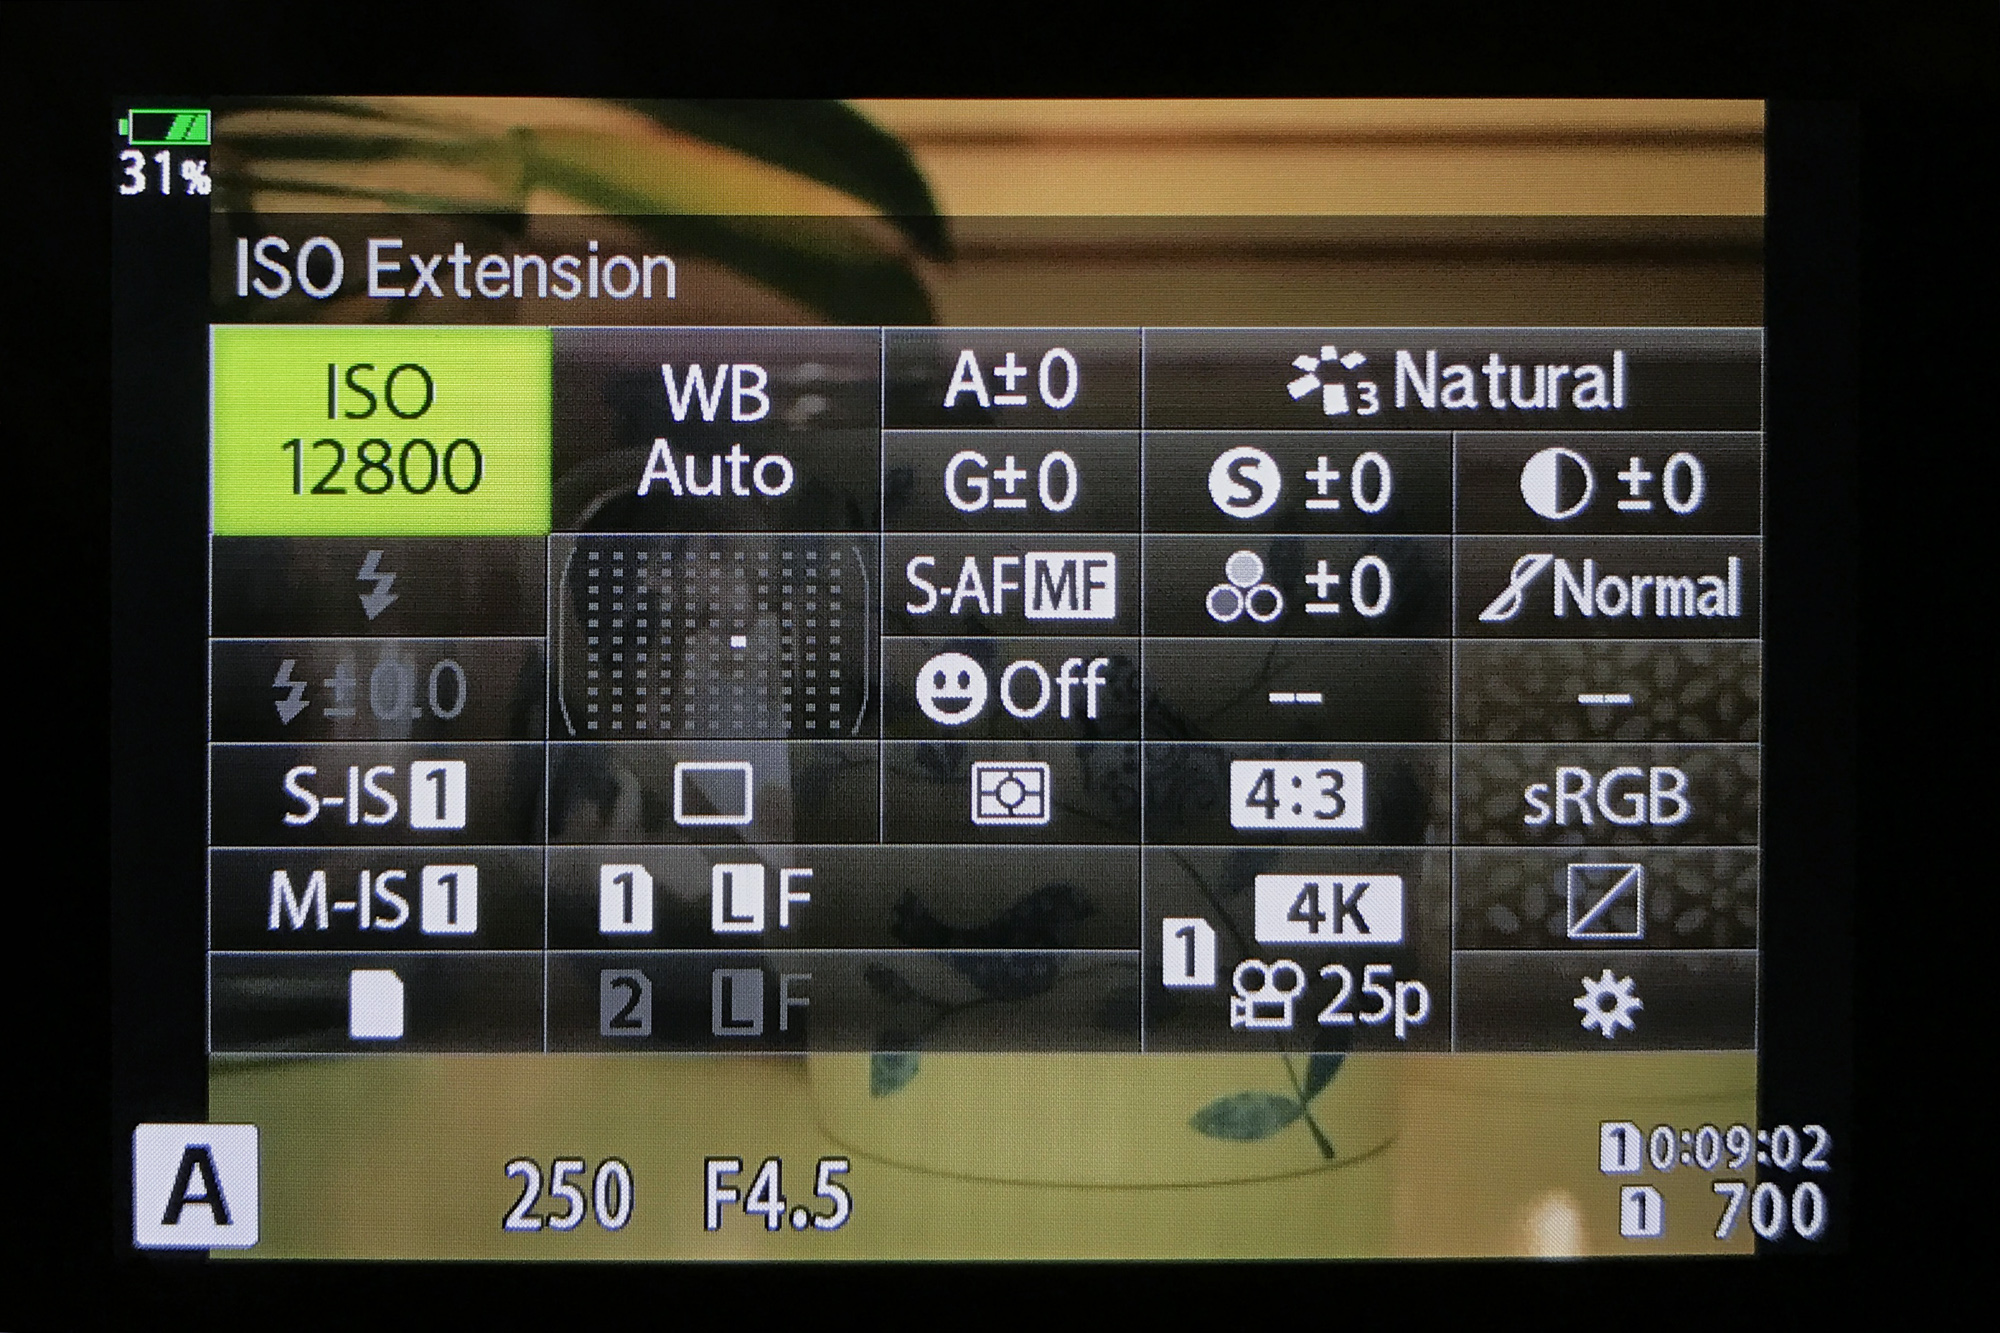 31%
ISO Extension
ISO
12800
WB
Auto
A±0
3 Natural
G±0
S ±0
±0
S-AF MF
±0
Normal
±0.0
Off
--
--
S-IS 1
4:3
sRGB
M-IS 1
1 L F
1 4K
25p
2 L F
A
250 F4.5
1 0:09:02
1 700